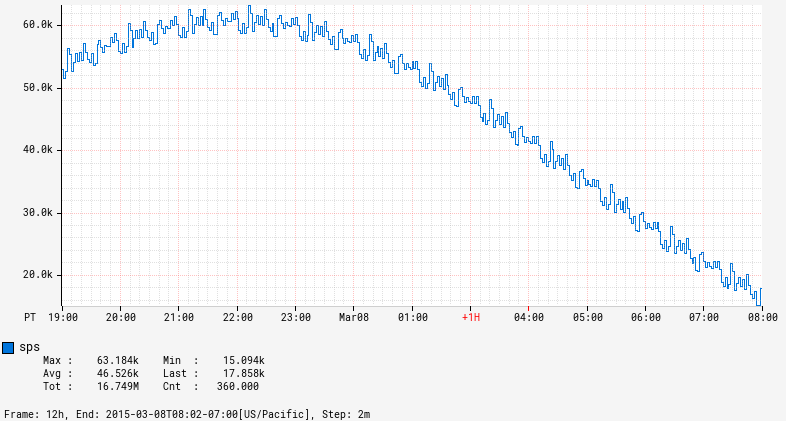 60.0k
50.0k
40.0k
30.0k
20.0k
PT 19:00 20:00 21:00 22:00 23:00 Mar08 01:00 +1H 04:00 05:00 06:00 07:00 08:00
sps
Max : 63.184k Min : 15.094k
Avg : 46.526k Last : 17.858k
Tot : 16.749M Cnt : 360.000
Frame: 12h, End: 2015-03-08T08:02-07:00[US/Pacific], Step: 2m